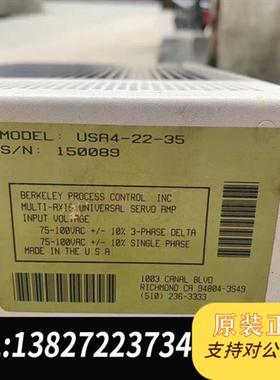 MODEL: USA4-22-35
S/N: 150089
BERKELEY PROCESS CONTROL INC
MULTI-AXIS UNIVERSAL SERVO AMP
INPUT VOLTAGE
75-100VAC +/- 10% 3-PHASE DELTA
75-100VAC +/- 10% SINGLE PHASE
MADE IN THE U S A
1003 CANAL BLVD
RICHMOND CA 94804-3549
(510) 236-3333
原装正
:13827223734
支持对公